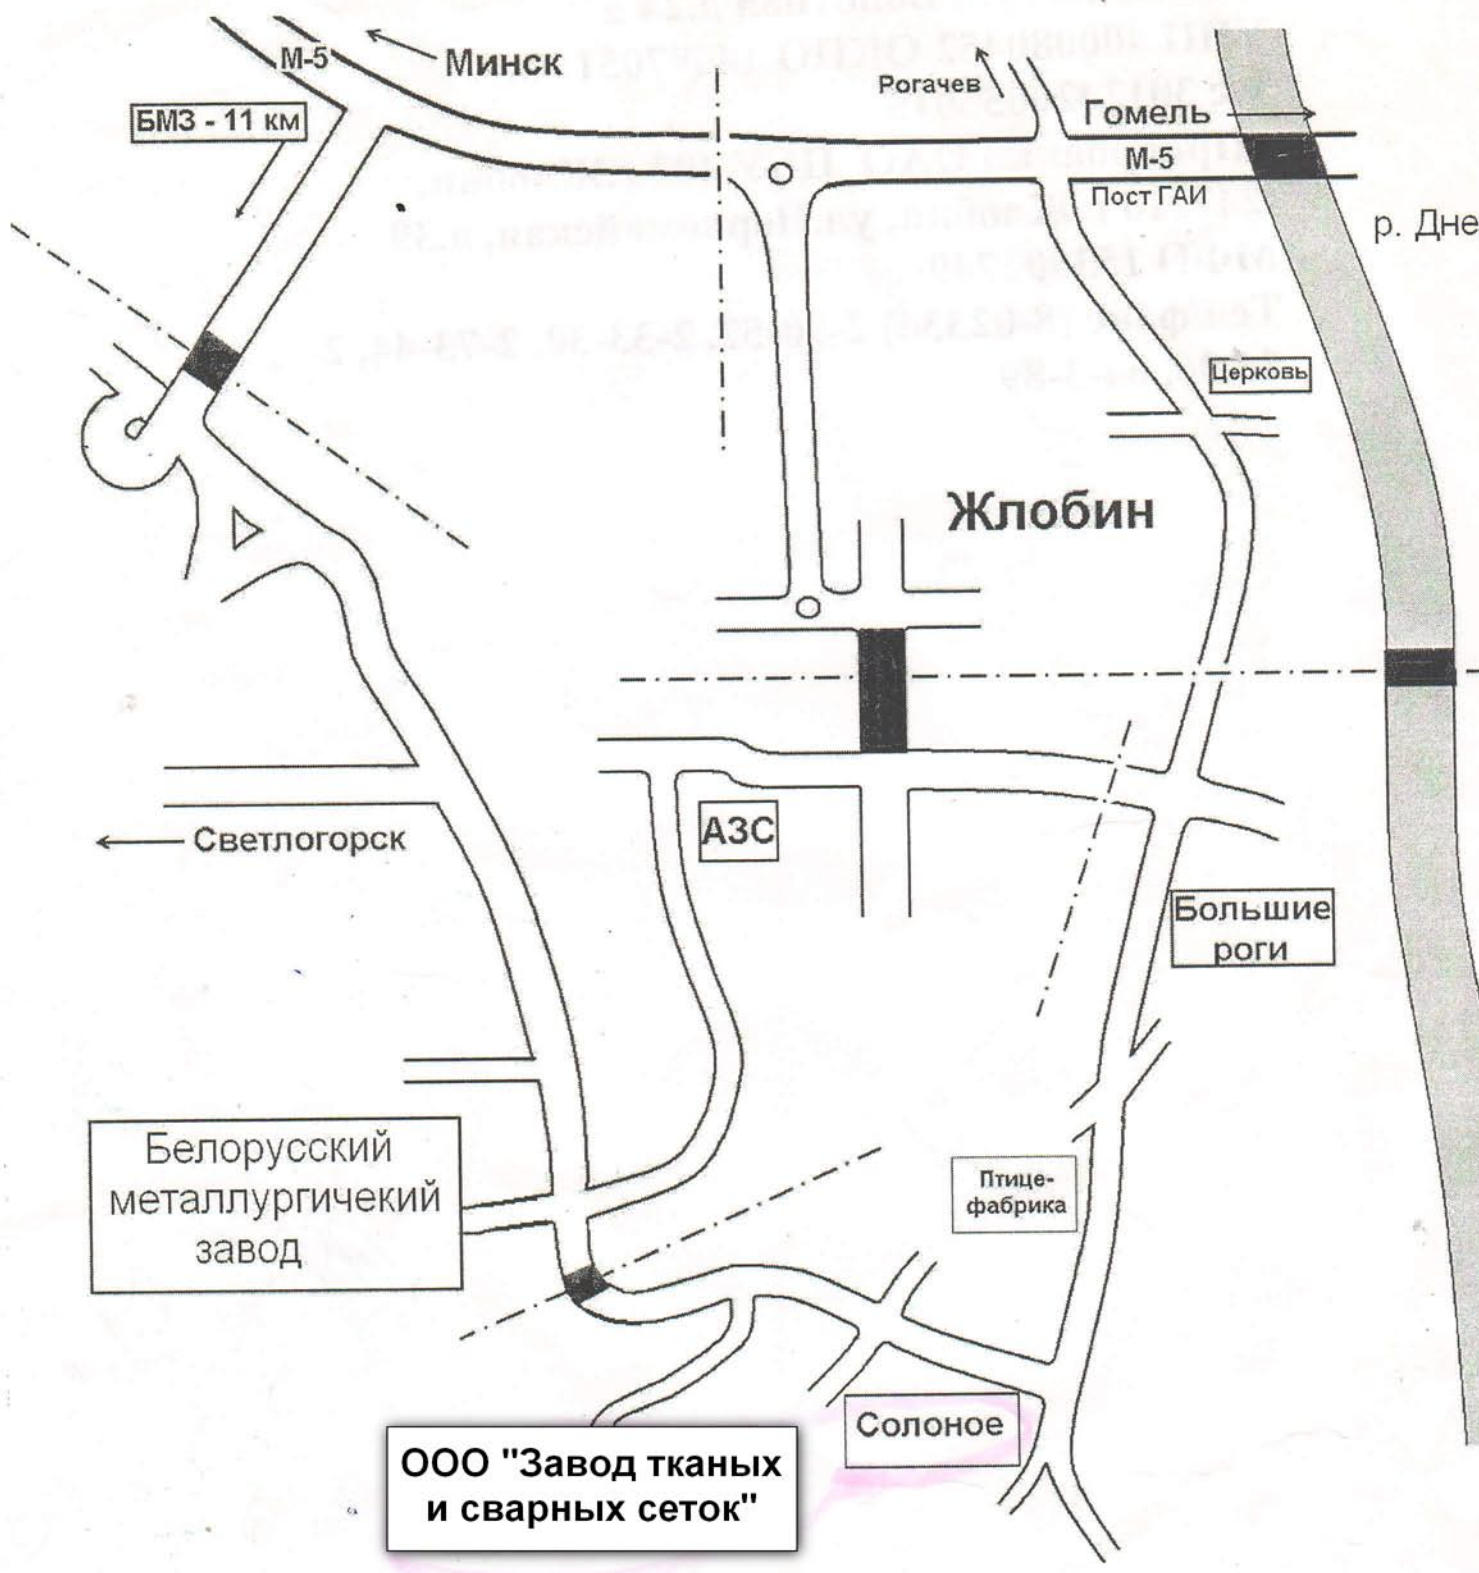 М-5
Минск
БМЗ - 11 км
Рогачев
Гомель
М-5
Пост ГАИ
р. Дне
Церковь
Жлобин
Светлогорск
АЗС
Большие
роги
Белорусский
металлургичекий
завод
Птице-
фабрика
Солоное
ООО "Завод тканых
и сварных сеток"